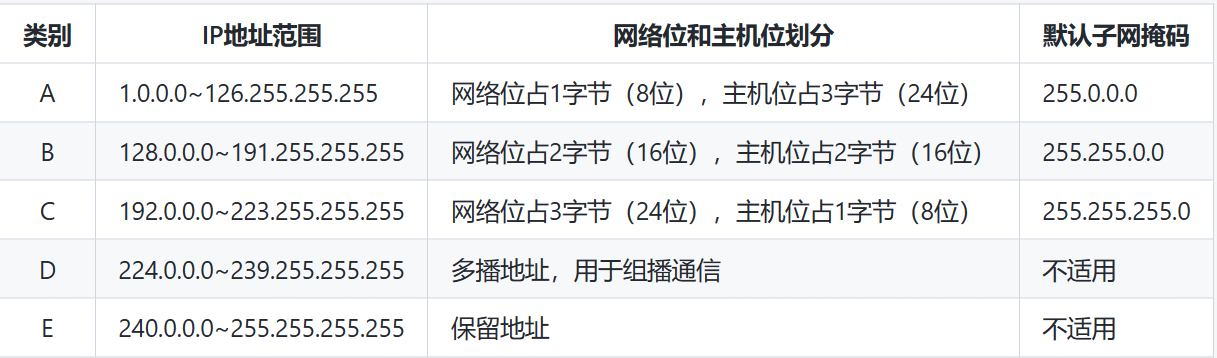 类别 IP地址范围 网络位和主机位划分 默认子网掩码
A 1.0.0.0~126.255.255.255 网络位占1字节（8位），主机位占3字节（24位） 255.0.0.0
B 128.0.0.0~191.255.255.255 网络位占2字节（16位），主机位占2字节（16位） 255.255.0.0
C 192.0.0.0~223.255.255.255 网络位占3字节（24位），主机位占1字节（8位） 255.255.255.0
D 224.0.0.0~239.255.255.255 多播地址，用于组播通信 不适用
E 240.0.0.0~255.255.255.255 保留地址 不适用